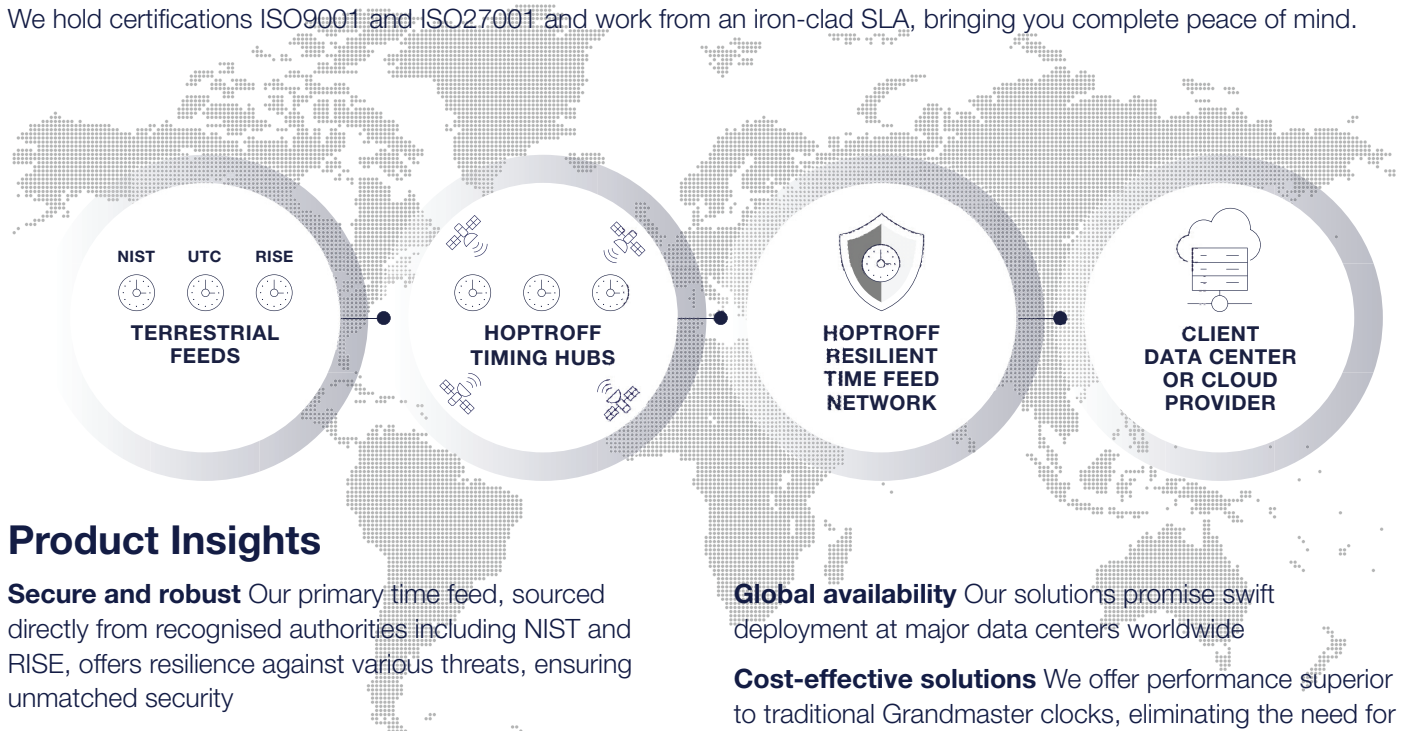 We hold certifications ISO9001 and ISO27001 and work from an iron-clad SLA, bringing you complete peace of mind.
NIST UTC RISE
TERRESTRIAL
FEEDS
HOPTROFF
TIMING HUBS
HOPTROFF
RESILIENT
TIME FEED
NETWORK
CLIENT
DATA CENTER
OR CLOUD
PROVIDER
Product Insights
Secure and robust Our primary time feed, sourced
directly from recognised authorities including NIST and
RISE, offers resilience against various threats, ensuring
unmatched security
Global availability Our solutions promise swift
deployment at major data centers worldwide
Cost-effective solutions We offer performance superior
to traditional Grandmaster clocks, eliminating the need for